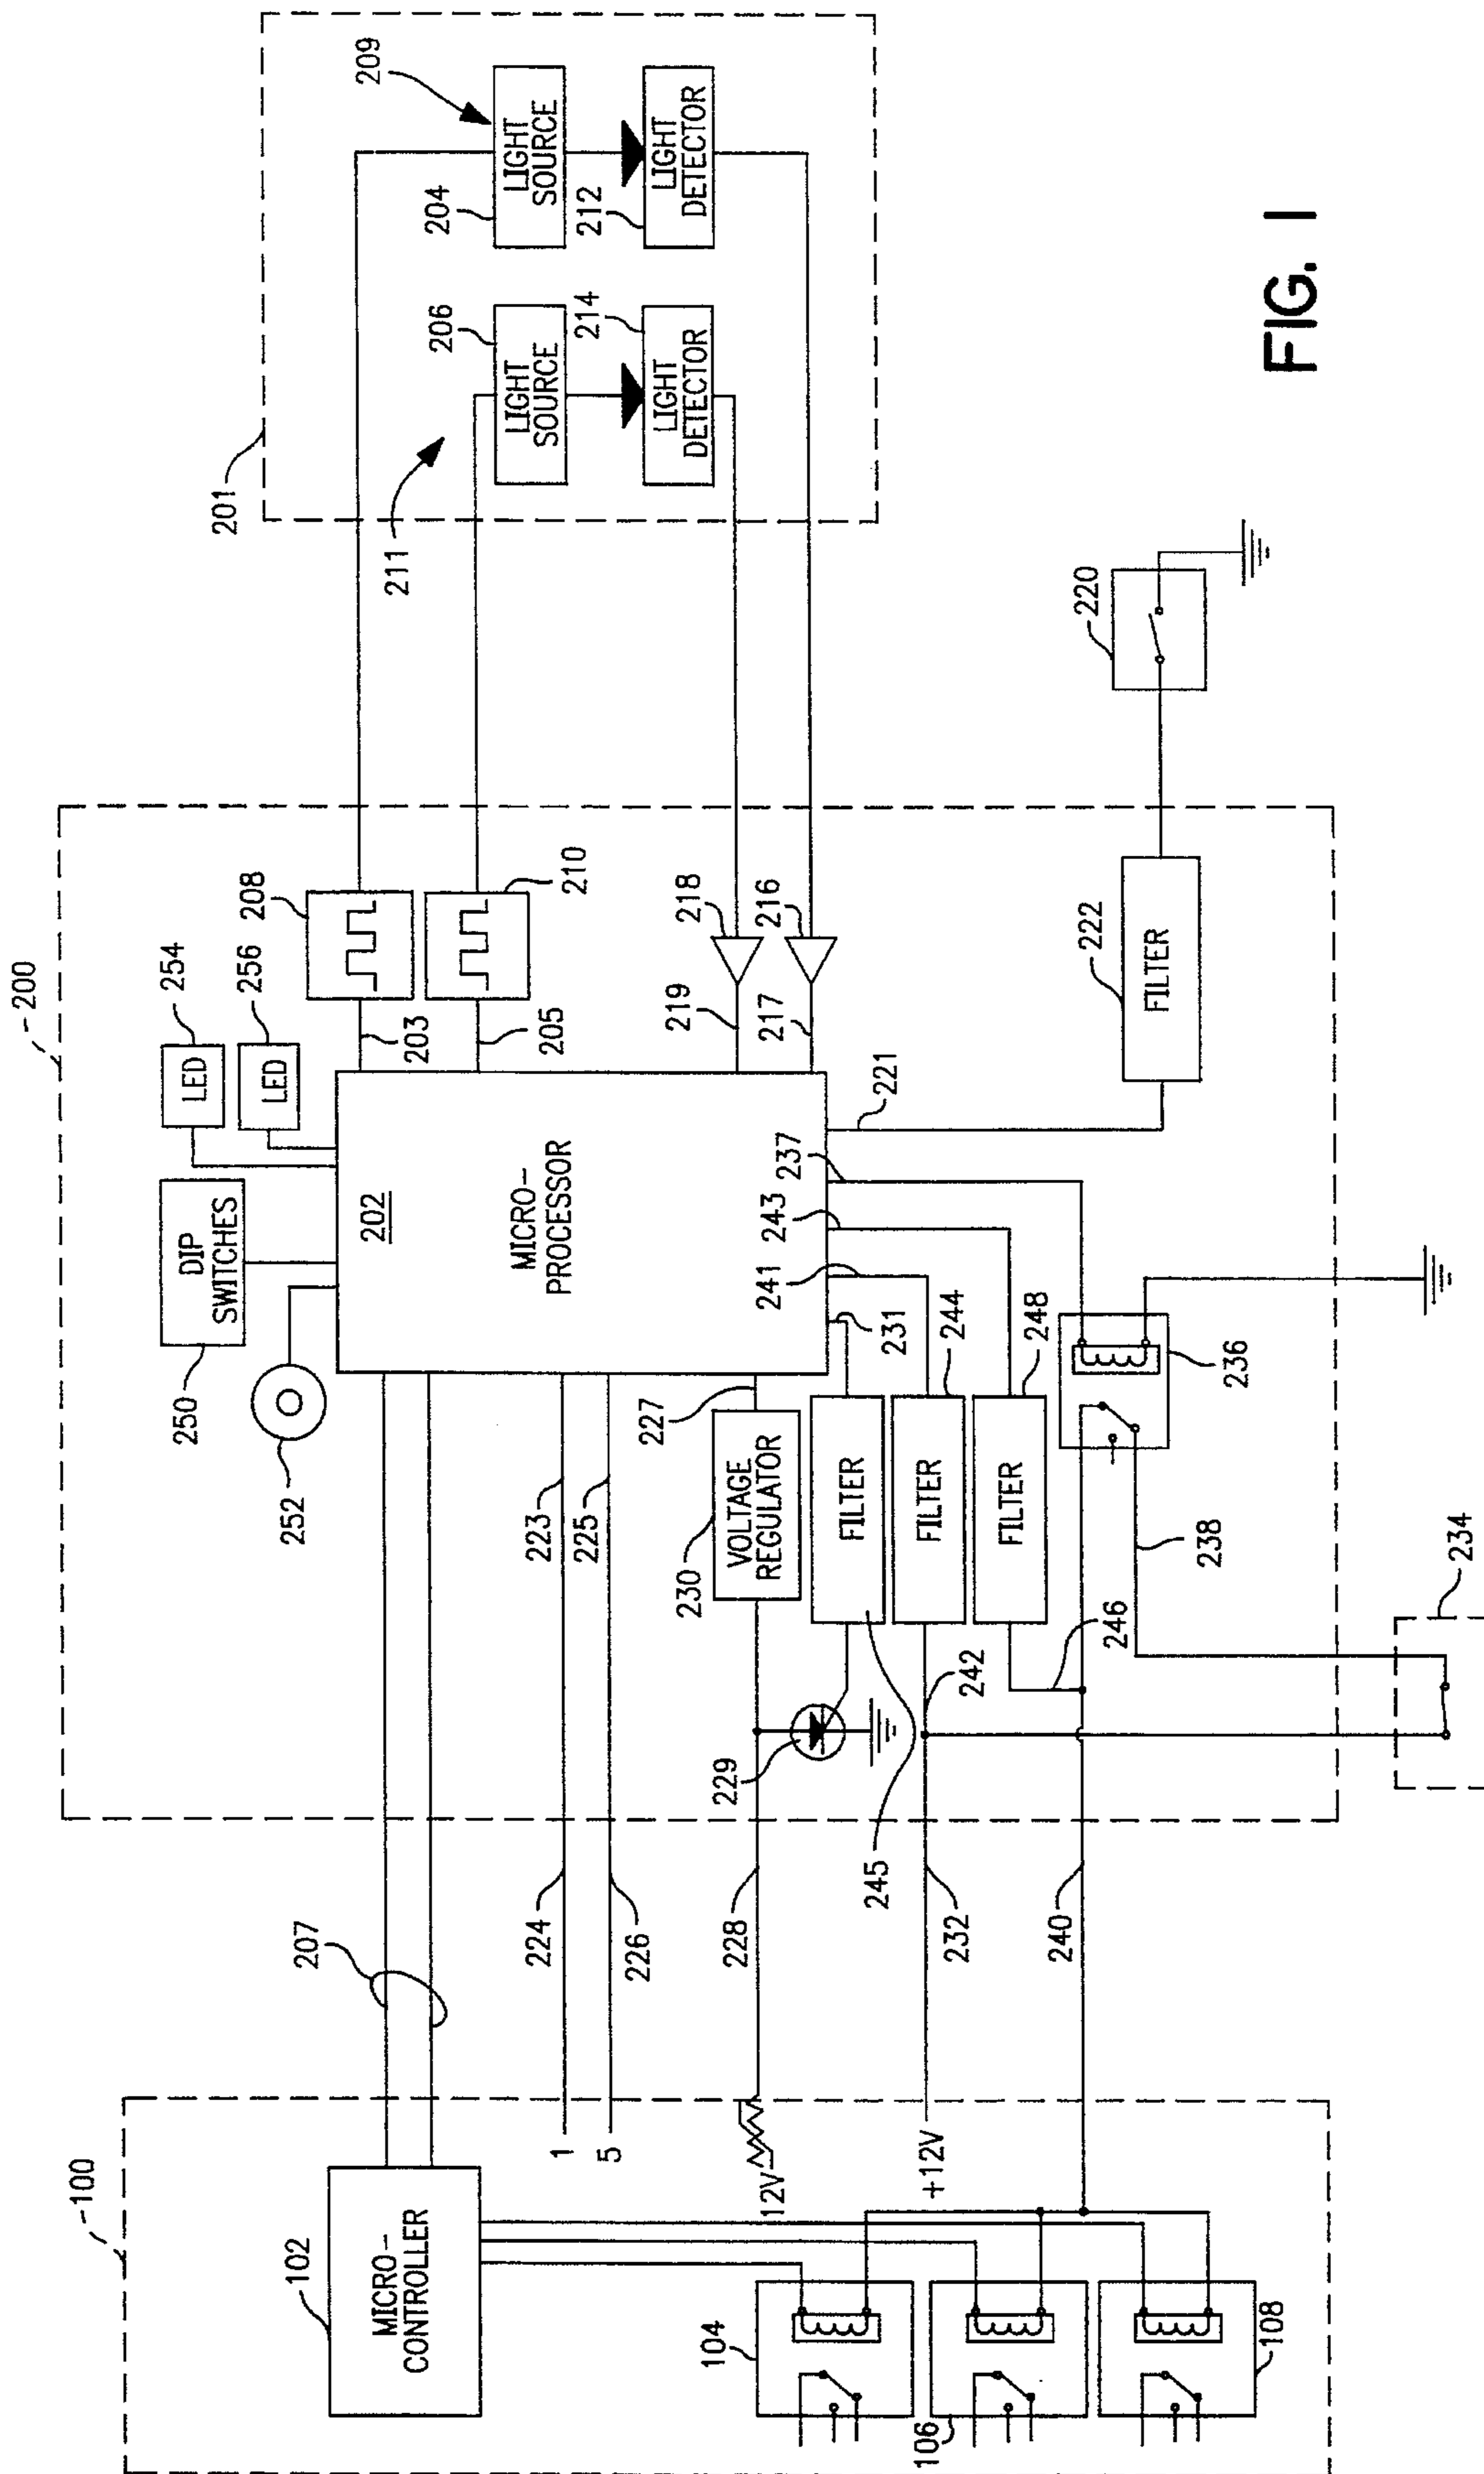 100
102
MICRO-
CONTROLLER
104
106
108
207
1
5
12V
+12V
224
226
228
232
240
200
250
DIP
SWITCHES
252
254
LED
256
LED
202
MICRO-
PROCESSOR
208
210
203
205
218
216
219
217
223
225
227
230
VOLTAGE
REGULATOR
229
231
241
243
237
221
FILTER
244
FILTER
248
FILTER
245
242
246
236
238
234
222
FILTER
220
201
211
209
206
LIGHT
SOURCE
204
LIGHT
SOURCE
214
LIGHT
DETECTOR
212
LIGHT
DETECTOR
FIG. 1